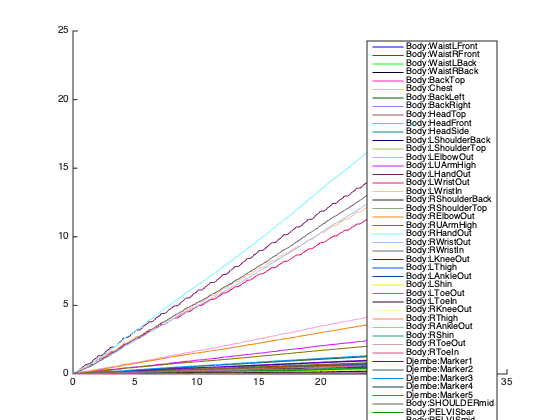 25
20
15
10
5
0
0
5
10
15
20
35
Body:WaistLFront
Body:WaistRFront
Body:WaistLBack
Body:WaistRBack
Body:BackTop
Body:Chest
Body:BackLeft
Body:BackRight
Body:HeadTop
Body:HeadFront
Body:HeadSide
Body:LShoulderBack
Body:LShoulderTop
Body:LElbowOut
Body:LUArmHigh
Body:LHandOut
Body:LWristOut
Body:LWristIn
Body:RShoulderBack
Body:RShoulderTop
Body:RElbowOut
Body:RUArmHigh
Body:RHandOut
Body:RWristOut
Body:RWristIn
Body:LKneeOut
Body:LThigh
Body:LAnkleOut
Body:LShin
Body:LToeOut
Body:LToeIn
Body:RKneeOut
Body:RThigh
Body:RAnkleOut
Body:RShin
Body:RToeOut
Body:RToeIn
Djembe:Marker1
Djembe:Marker2
Djembe:Marker3
Djembe:Marker4
Djembe:Marker5
Body:SHOULDERmid
Body:PELVISbar
Body:PELVISmid